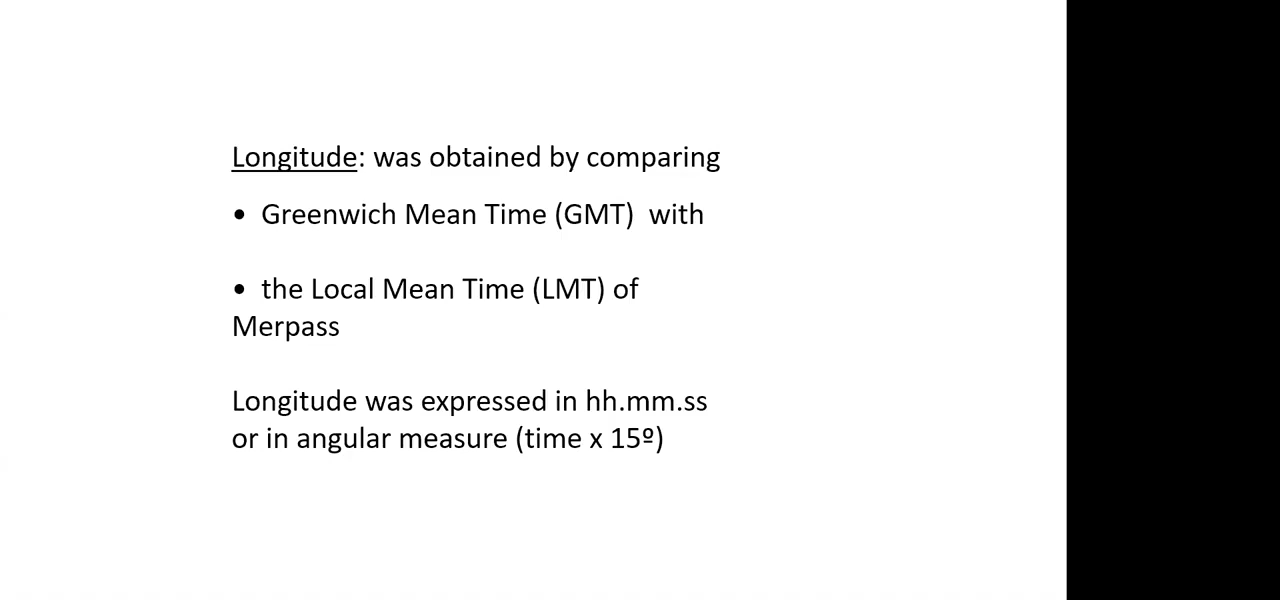 Longitude: was obtained by comparing
• Greenwich Mean Time (GMT)  with
• the Local Mean Time (LMT) of
Merpass
Longitude was expressed in hh.mm.ss
or in angular measure (time x 15º)